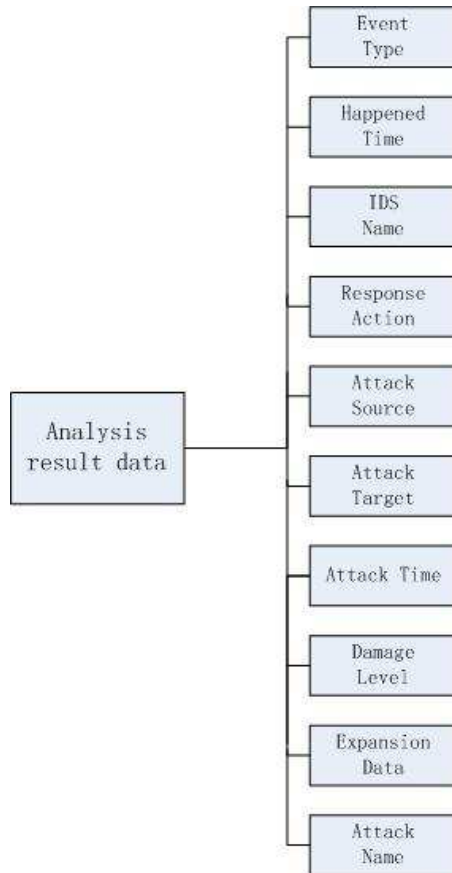 Event
Type
Happened
Time
IDS
Name
Response
Action
Attack
Source
Analysis
result data
Attack
Target
Attack Time
Damage
Level
Expansion
Data
Attack
Name